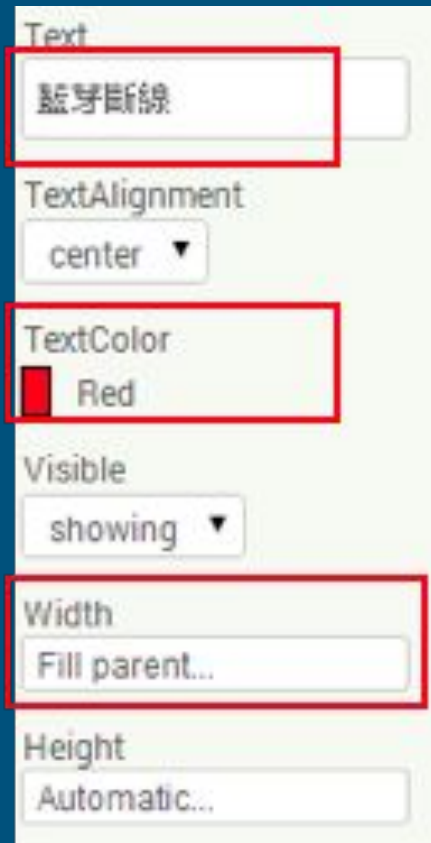 Text
藍芽斷線
TextAlignment
center
TextColor
Red
Visible
showing
Width
Fill parent...
Height
Automatic...